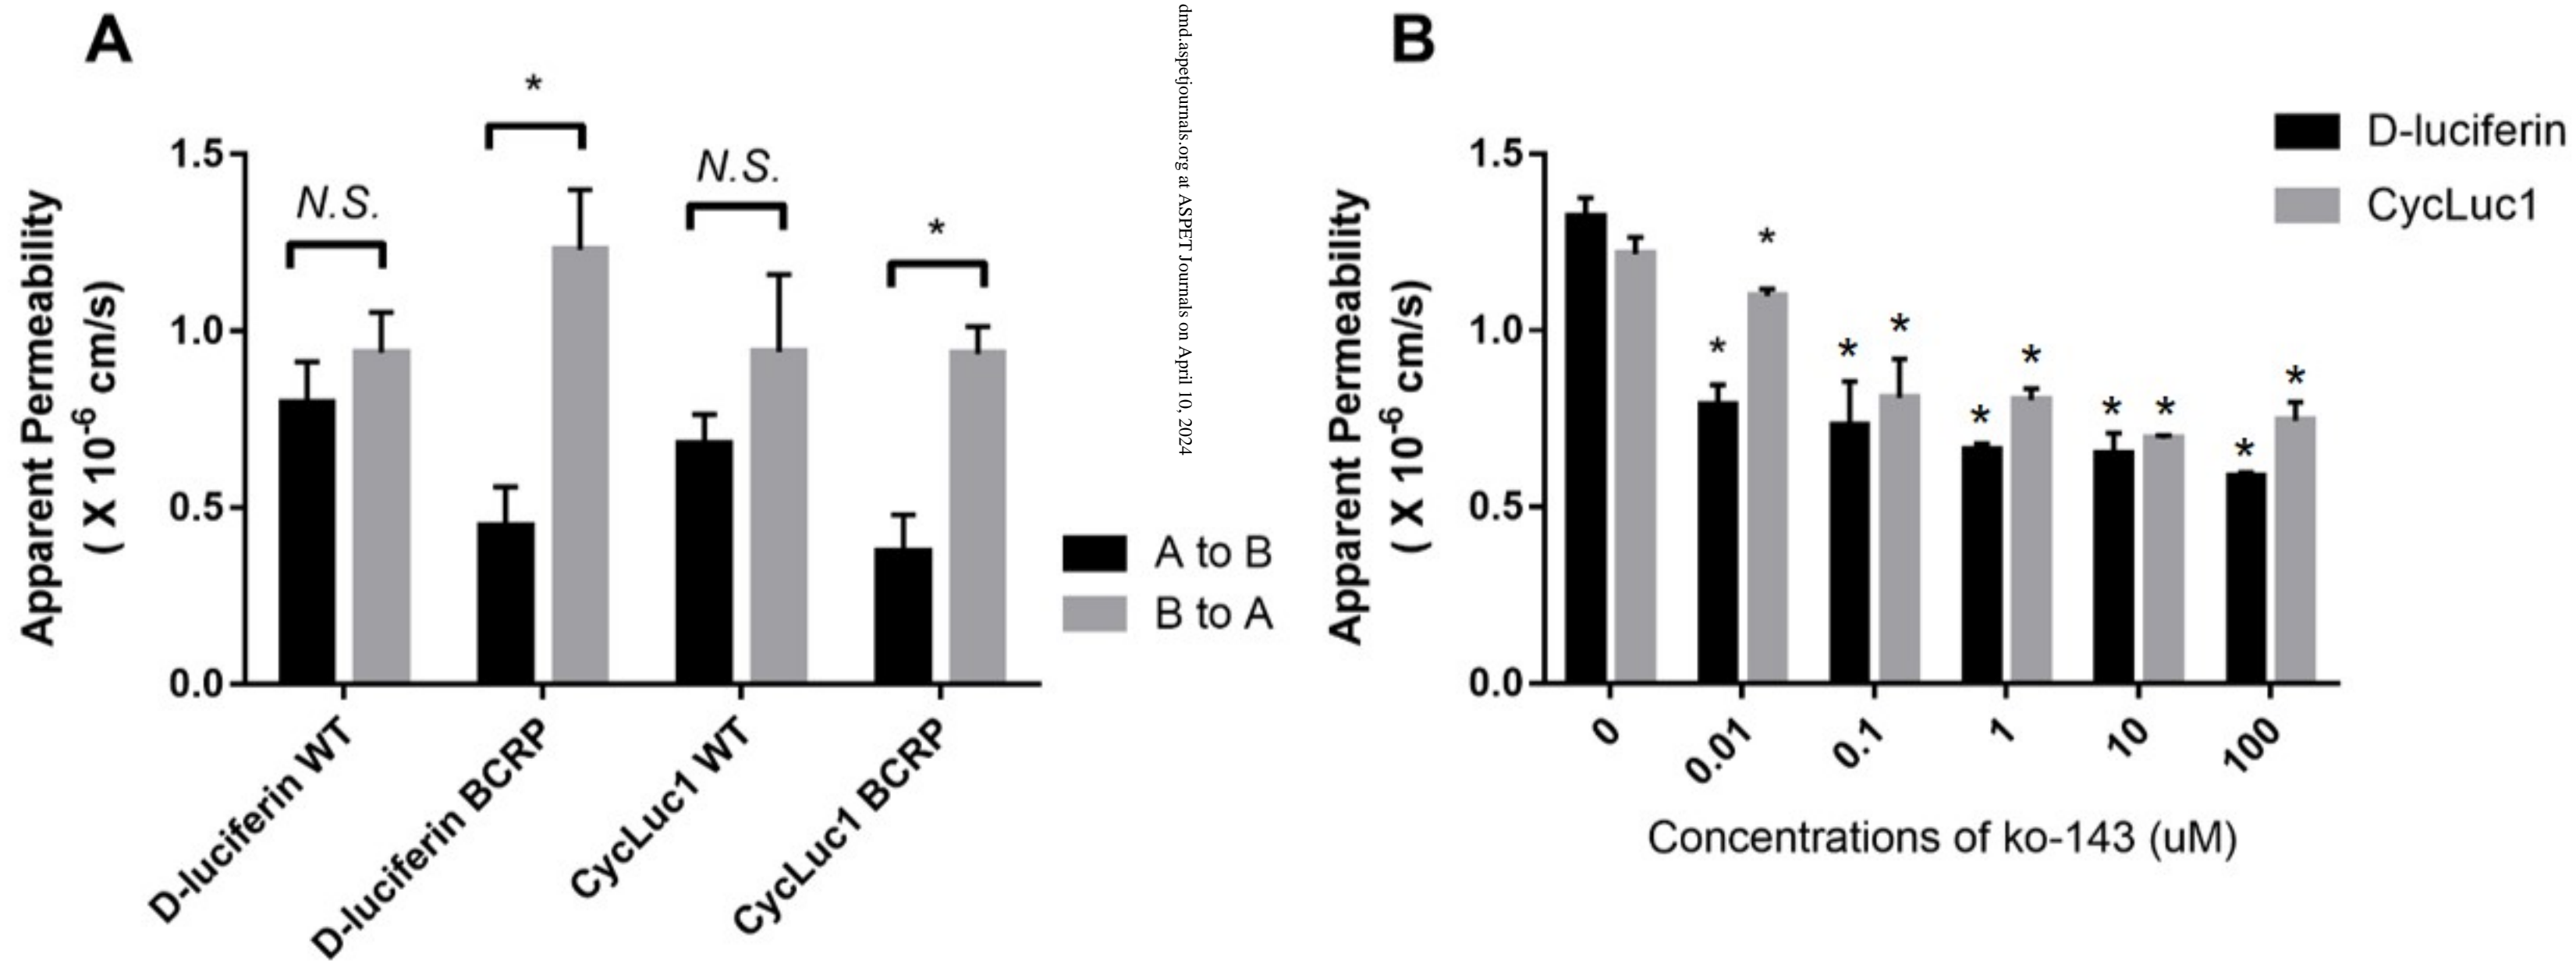 A
*
N.S.
N.S.
*
1.5
1.0
0.5
0.0
Apparent Permeability
( X 10-6 cm/s)
A to B
B to A
D-luciferin WT
D-luciferin BCRP
CycLuc1 WT
CycLuc1 BCRP
dmd.aspetjournals.org at ASPET Journals on April 10, 2024
B
D-luciferin
CycLuc1
1.5
1.0
0.5
0.0
Apparent Permeability
( X 10-6 cm/s)
* *
* *
* *
* *
* *
0
0.01
0.1
1
10
100
Concentrations of ko-143 (uM)